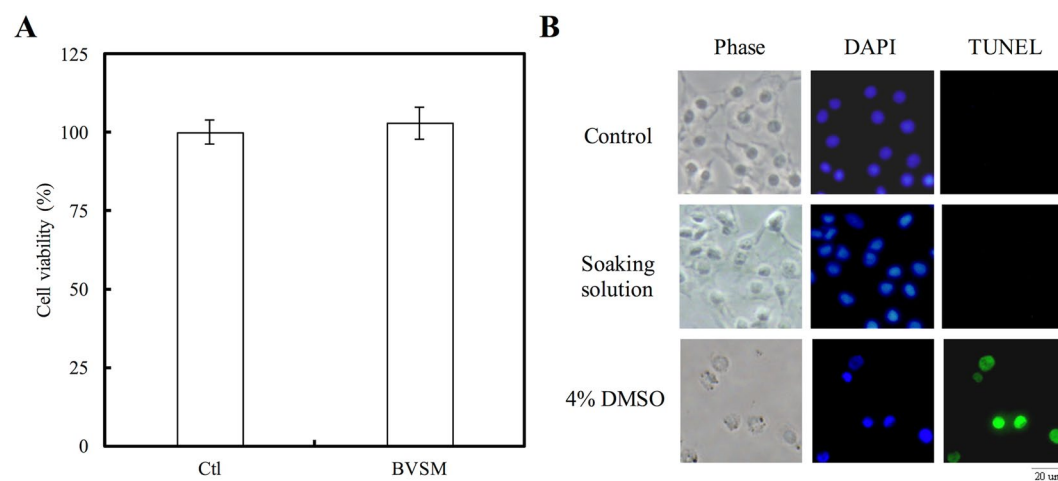 A
B
Phase DAPI TUNEL
Control
Soaking
solution
4% DMSO
Cell viability (%)
125
100
75
50
25
0
Ctl BVSM